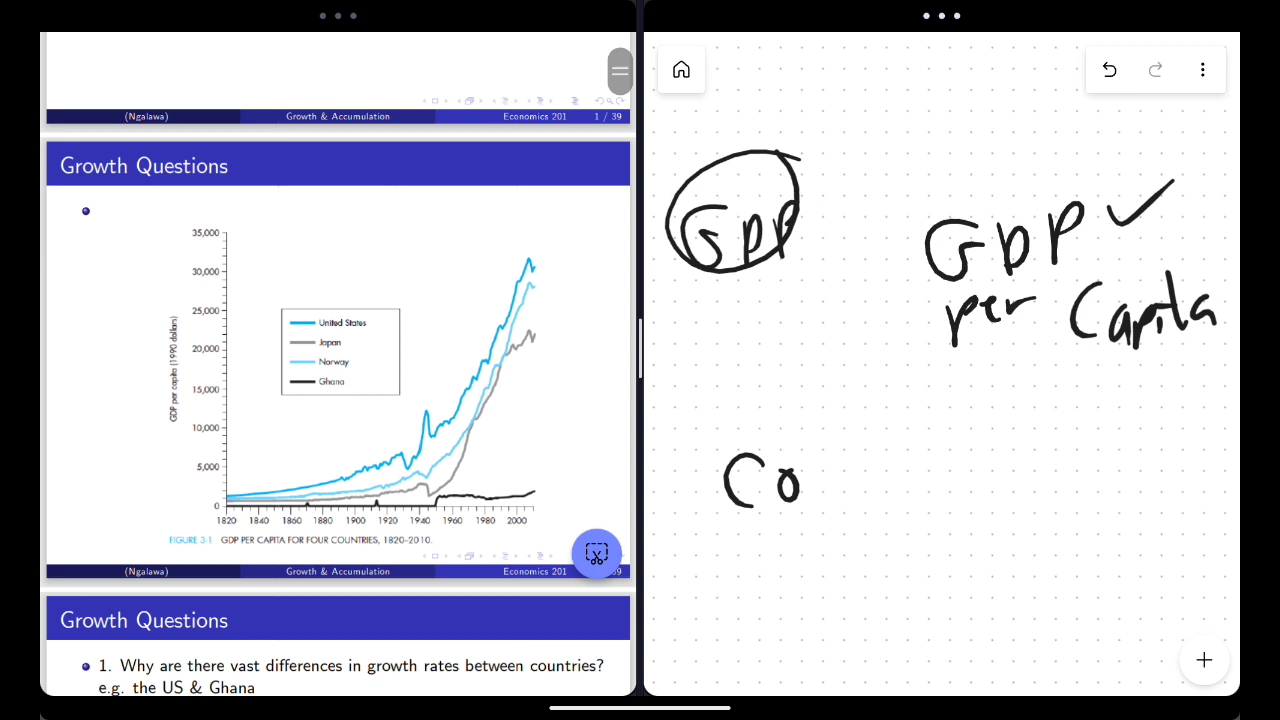 (Ngalawa) Growth & Accumulation Economics 201 1 / 39
Growth Questions
35,000
30,000
25,000
20,000
15,000
10,000
5,000
0
GDP per capita (1990 dollars)
United States
Japan
Norway
Ghana
1820 1840 1860 1880 1900 1920 1940 1960 1980 2000
FIGURE 3-1 GDP PER CAPITA FOR FOUR COUNTRIES, 1820–2010.
(Ngalawa) Growth & Accumulation Economics 201 39
Growth Questions
1. Why are there vast differences in growth rates between countries?
e.g. the US & Ghana
GDP
GDP
per Capita
Co